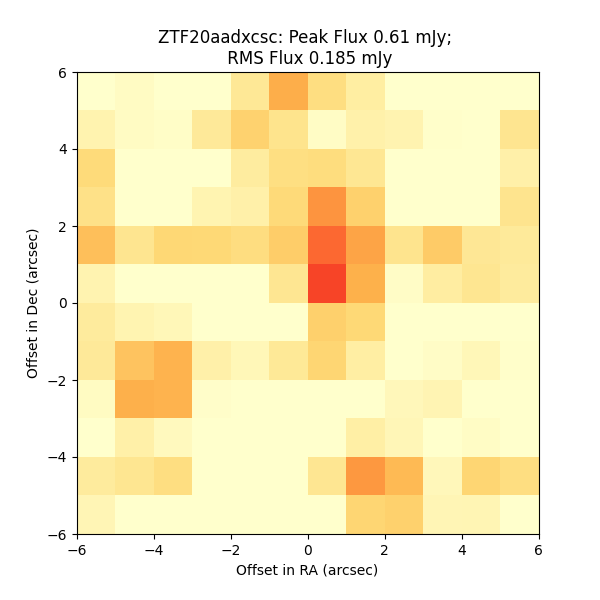 ZTF20aadxcsc: Peak Flux 0.61 mJy;
RMS Flux 0.185 mJy
6
4
2
0
−2
−4
−6
Offset in Dec (arcsec)
−6 −4 −2 0 2 4 6
Offset in RA (arcsec)